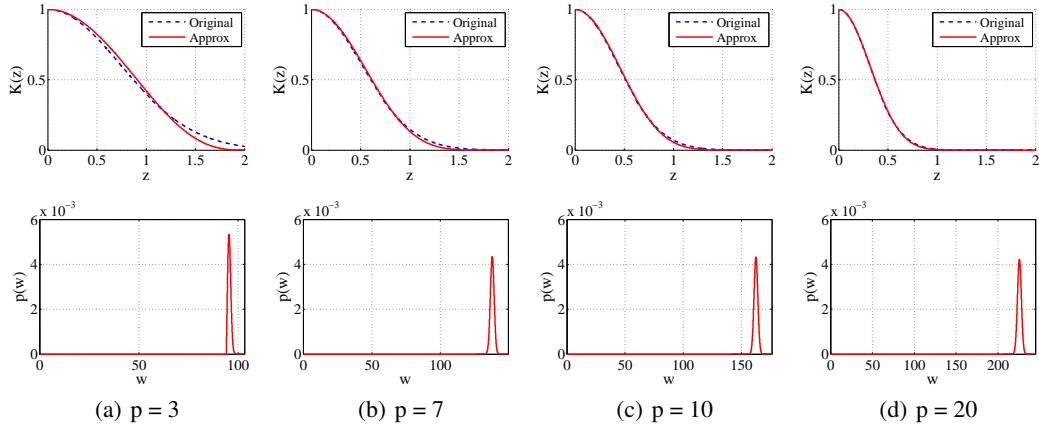 1
0.5
0
K(z)
0
0.5
1
1.5
2
z
Original
Approx
1
0.5
0
K(z)
0
0.5
1
1.5
2
z
Original
Approx
1
0.5
0
K(z)
0
0.5
1
1.5
2
z
Original
Approx
1
0.5
0
K(z)
0
0.5
1
1.5
2
z
Original
Approx
x 10⁻³
6
4
2
0
p(w)
0
50
100
w
x 10⁻³
6
4
2
0
p(w)
0
50
100
w
x 10⁻³
6
4
2
0
p(w)
0
50
100
150
w
x 10⁻³
6
4
2
0
p(w)
0
50
100
150
200
w
(a) p = 3
(b) p = 7
(c) p = 10
(d) p = 20